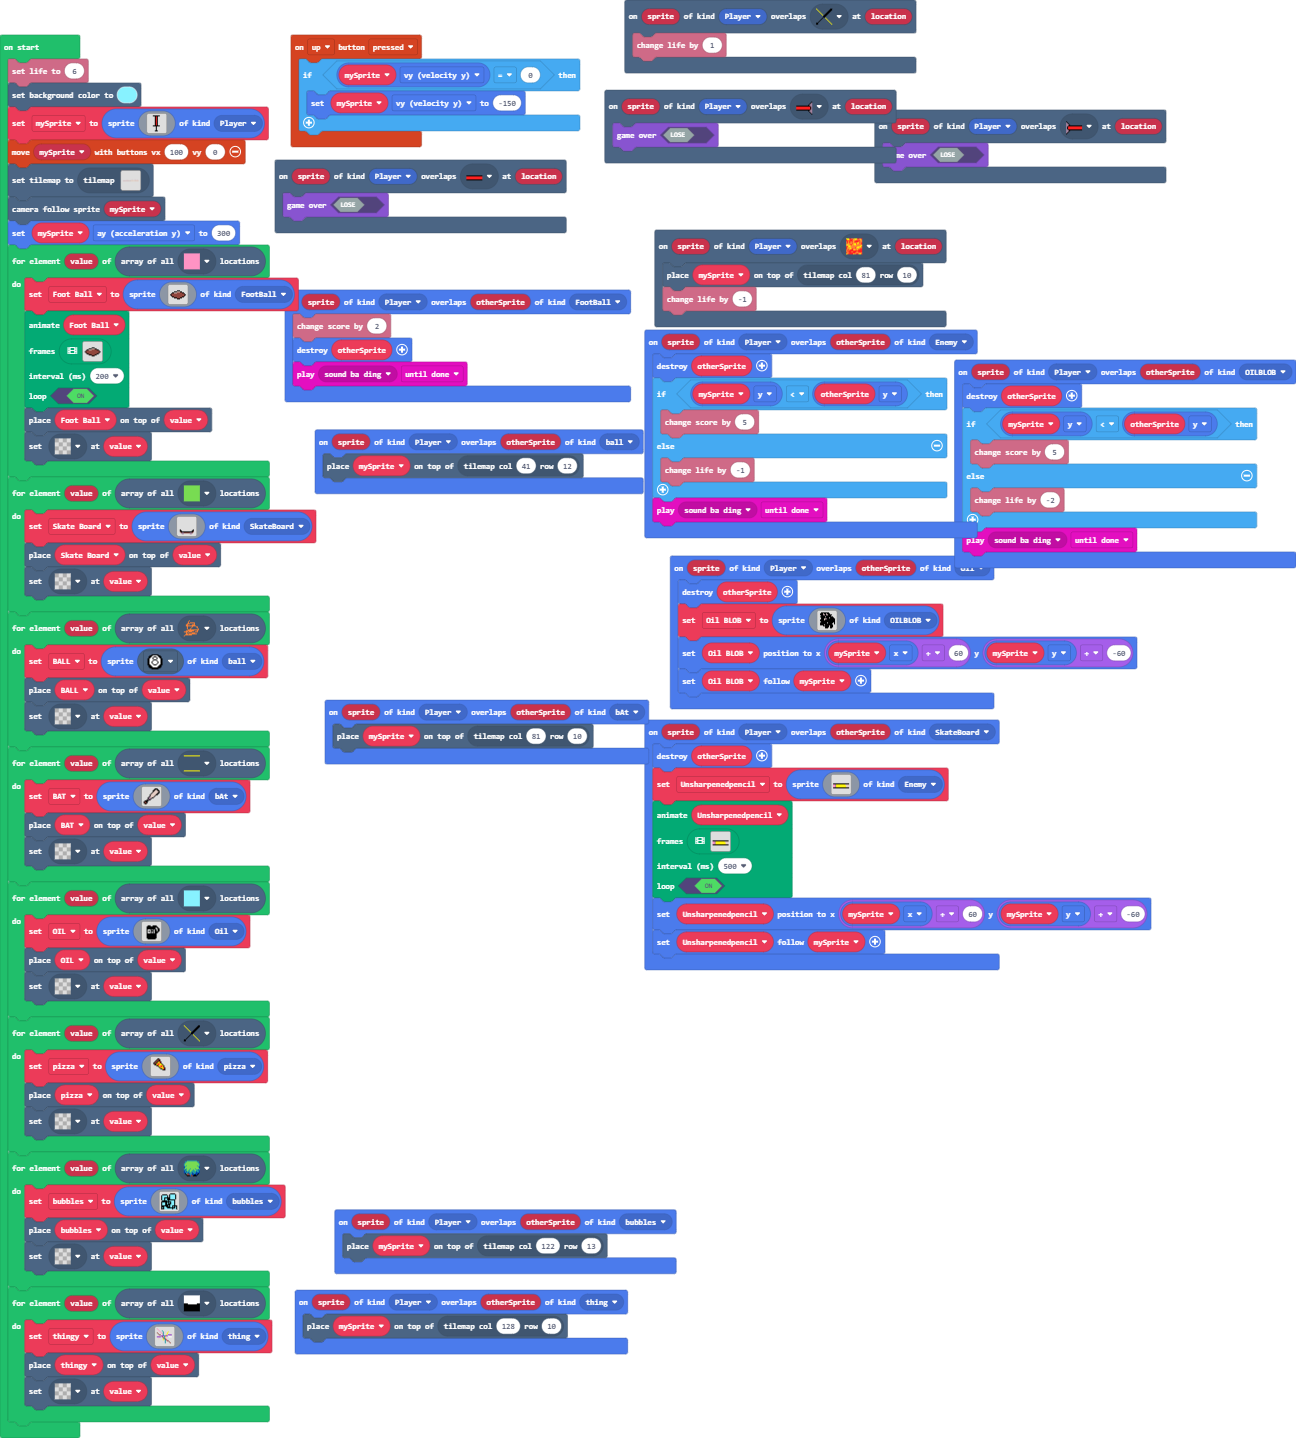 on start
set life to 6
set background color to
set mySprite to sprite of kind Player
move mySprite with buttons vx 100 vy 0
set tilemap to tilemap
camera follow sprite mySprite
set mySprite ay (acceleration y) to 300
for element value of array of all locations
do
set Foot Ball to sprite of kind FootBall
animate Foot Ball
frames
interval (ms) 200
loop ON
place Foot Ball on top of value
set at value
for element value of array of all locations
do
set Skate Board to sprite of kind SkateBoard
place Skate Board on top of value
set at value
for element value of array of all locations
do
set BALL to sprite of kind ball
place BALL on top of value
set at value
for element value of array of all locations
do
set BAT to sprite of kind bAt
place BAT on top of value
set at value
for element value of array of all locations
do
set OIL to sprite of kind Oil
place OIL on top of value
set at value
for element value of array of all locations
do
set pizza to sprite of kind pizza
place pizza on top of value
set at value
for element value of array of all locations
do
set bubbles to sprite of kind bubbles
place bubbles on top of value
set at value
for element value of array of all locations
do
set thingy to sprite of kind thing
place thingy on top of value
set at value
on up button pressed
if mySprite vy (velocity y) = 0 then
set mySprite vy (velocity y) to -150
on sprite of kind Player overlaps at location
game over LOSE
sprite of kind Player overlaps otherSprite of kind FootBall
change score by 2
destroy otherSprite
play sound ba ding until done
on sprite of kind Player overlaps otherSprite of kind ball
place mySprite on top of tilemap col 41 row 12
on sprite of kind Player overlaps otherSprite of kind bAt
place mySprite on top of tilemap col 81 row 10
on sprite of kind Player overlaps otherSprite of kind bubbles
place mySprite on top of tilemap col 122 row 13
on sprite of kind Player overlaps otherSprite of kind thing
place mySprite on top of tilemap col 128 row 10
on sprite of kind Player overlaps at location
change life by 1
on sprite of kind Player overlaps at location
game over LOSE
on sprite of kind Player overlaps at location
me over LOSE
on sprite of kind Player overlaps at location
place mySprite on top of tilemap col 81 row 10
change life by -1
on sprite of kind Player overlaps otherSprite of kind Enemy
destroy otherSprite
if mySprite y < otherSprite y then
change score by 5
else
change life by -1
play sound ba ding until done
on sprite of kind Player overlaps otherSprite of kind OILBLOB
destroy otherSprite
if mySprite y < otherSprite y then
change score by 5
else
change life by -2
play sound ba ding until done
on sprite of kind Player overlaps otherSprite of kind
destroy otherSprite
set Oil BLOB to sprite of kind OILBLOB
set Oil BLOB position to x mySprite x + 60 y mySprite y + -60
set Oil BLOB follow mySprite
on sprite of kind Player overlaps otherSprite of kind SkateBoard
destroy otherSprite
set Unsharpenedpencil to sprite of kind Enemy
animate Unsharpenedpencil
frames
interval (ms) 500
loop ON
set Unsharpenedpencil position to x mySprite x + 60 y mySprite y + -60
set Unsharpenedpencil follow mySprite